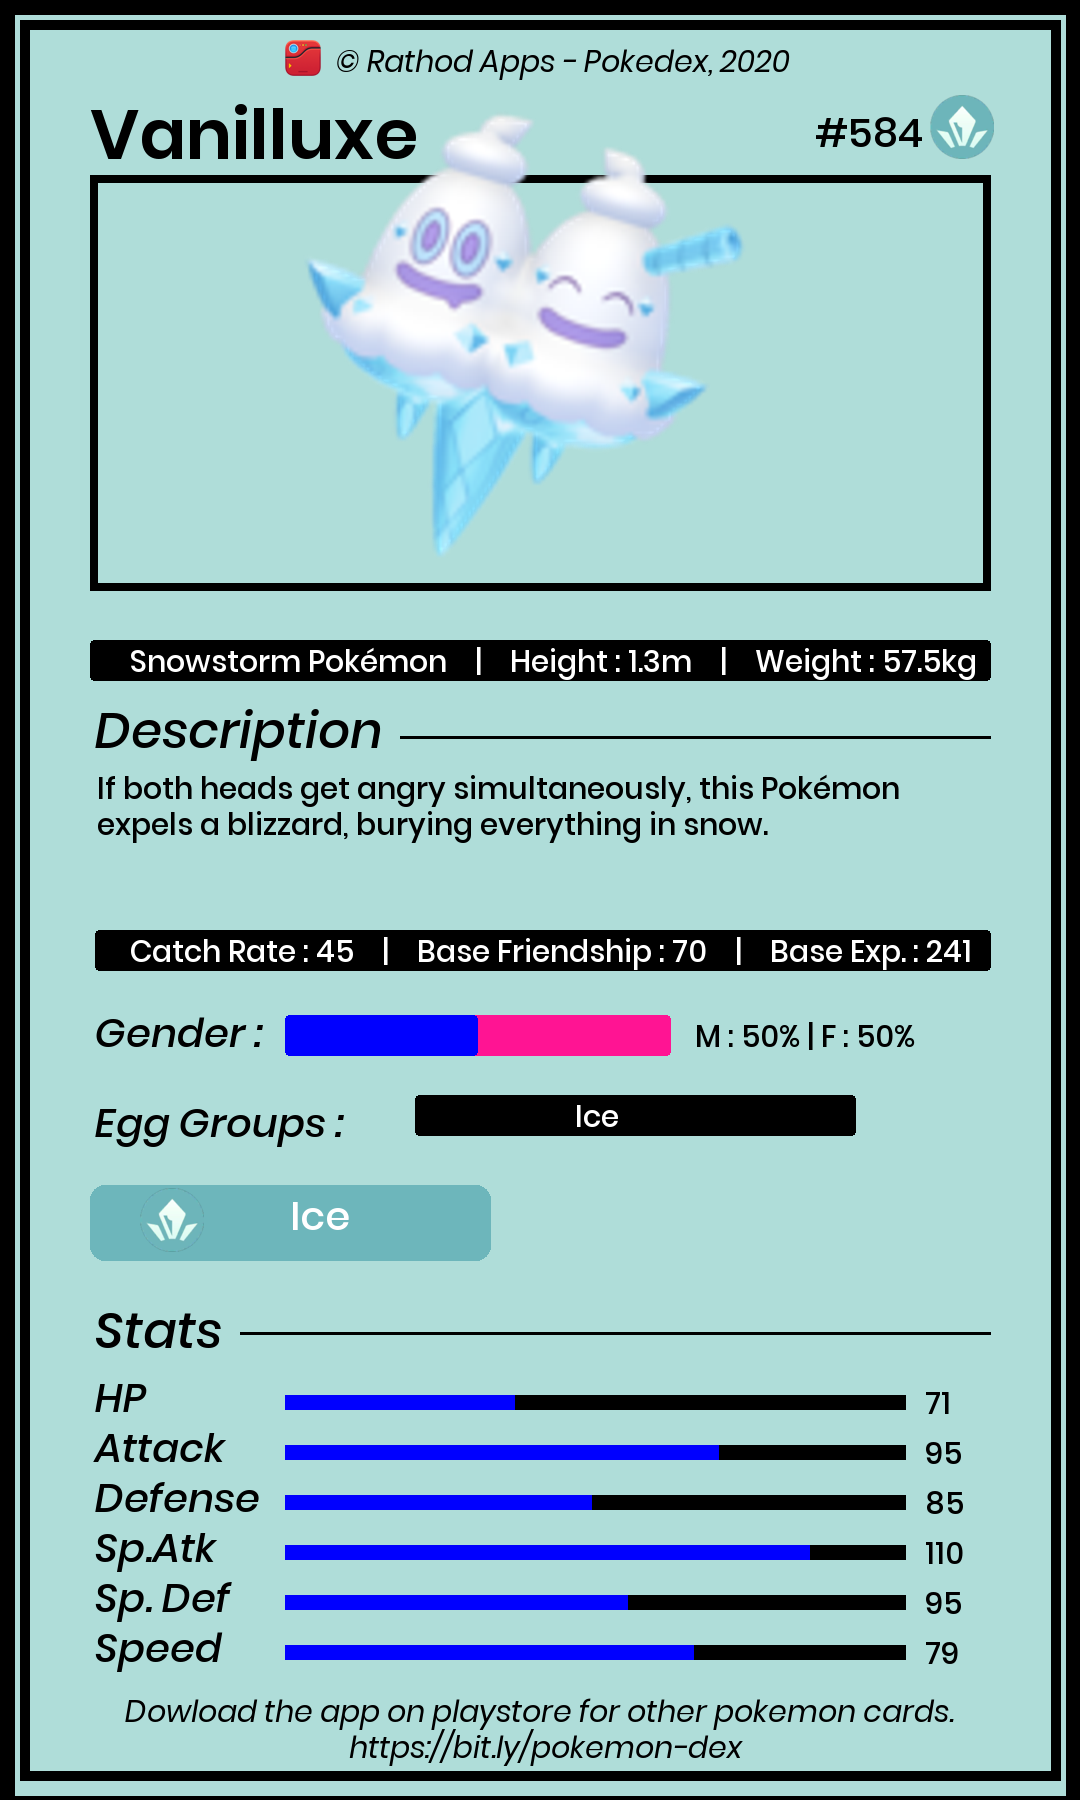 © Rathod Apps - Pokedex, 2020
Vanilluxe
#584
Snowstorm Pokémon | Height : 1.3m | Weight : 57.5kg
Description
If both heads get angry simultaneously, this Pokémon
expels a blizzard, burying everything in snow.
Catch Rate : 45 | Base Friendship : 70 | Base Exp. : 241
Gender : M : 50% | F : 50%
Egg Groups : Ice
Ice
Stats
HP 71
Attack 95
Defense 85
Sp.Atk 110
Sp. Def 95
Speed 79
Dowload the app on playstore for other pokemon cards.
https://bit.ly/pokemon-dex